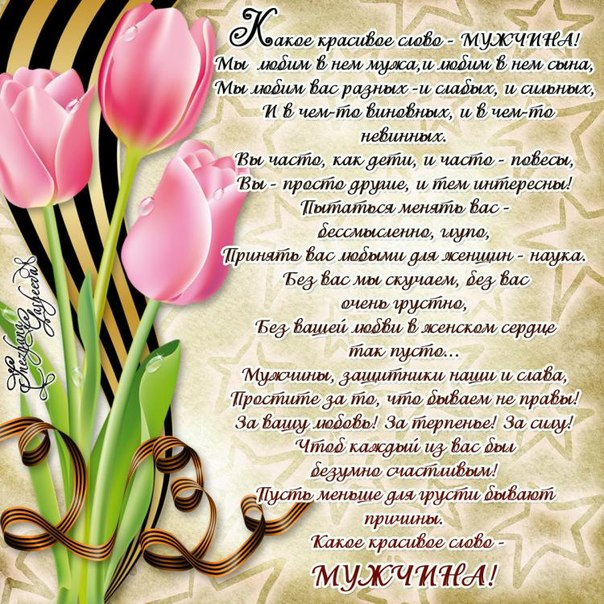 Какое красивое слово - МУЖЧИНА!
Мы любим в нем мужа,и любим в нем сына,
Мы любим вас разных -и слабых, и сильных,
И в чем-то виновных, и в чем-то
невинных.
Вы часто, как дети, и часто - повесы,
Вы - просто другие, и тем интересны!
Пытаться менять вас -
бессмысленно, глупо,
Принять вас любыми для женщин - наука.
Без вас мы скучаем, без вас
очень грустно,
Без вашей любви в женском сердце
так пусто...
Мужчины, защитники наши и слава,
Простите за то, что бываем не правы!
За вашу любовь! За терпенье! За силу!
Чтоб каждый из вас был
безумно счастливым!
Пусть меньше для грусти бывают
причины.
Какое красивое слово -
МУЖЧИНА!